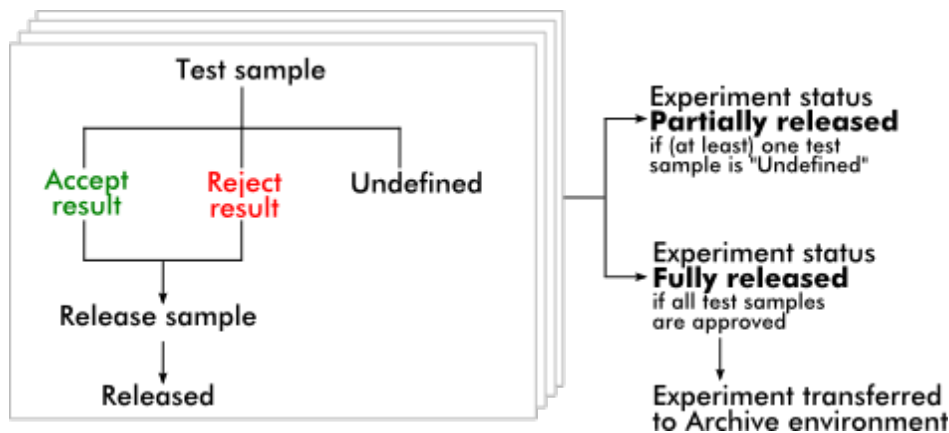 Test sample
Accept
result
Reject
result
Undefined
Release sample
Released
Experiment status
Partially released
if (at least) one test
sample is "Undefined"
Experiment status
Fully released
if all test samples
are approved
Experiment transferred
to Archive environment